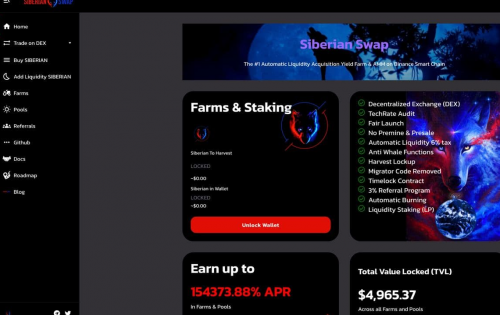 SIBERIAN SWAP
Home
Trade on DEX
Buy SIBERIAN
Add Liquidity SIBERIAN
Farms
Pools
Referrals
Github
Docs
Roadmap
Blog
Siberian Swap
The #1 Automatic Liquidity Acquisition Yield Farm & AMM on Binance Smart Chain
Farms & Staking
Siberian To Harvest
LOCKED
~$0.00
Siberian in Wallet
LOCKED
~$0.00
Unlock Wallet
Decentralized Exchange (DEX)
TechRate Audit
Fair Launch
No Premine & Presale
Automatic Liquidity 6% tax
Anti Whale Functions
Harvest Lockup
Migrator Code Removed
Timelock Contract
3% Referral Program
Automatic Burning
Liquidity Staking (LP)
Earn up to
154373.88% APR
in Farms & Pools
Total Value Locked (TVL)
$4,965.37
Across all Farms and Pools